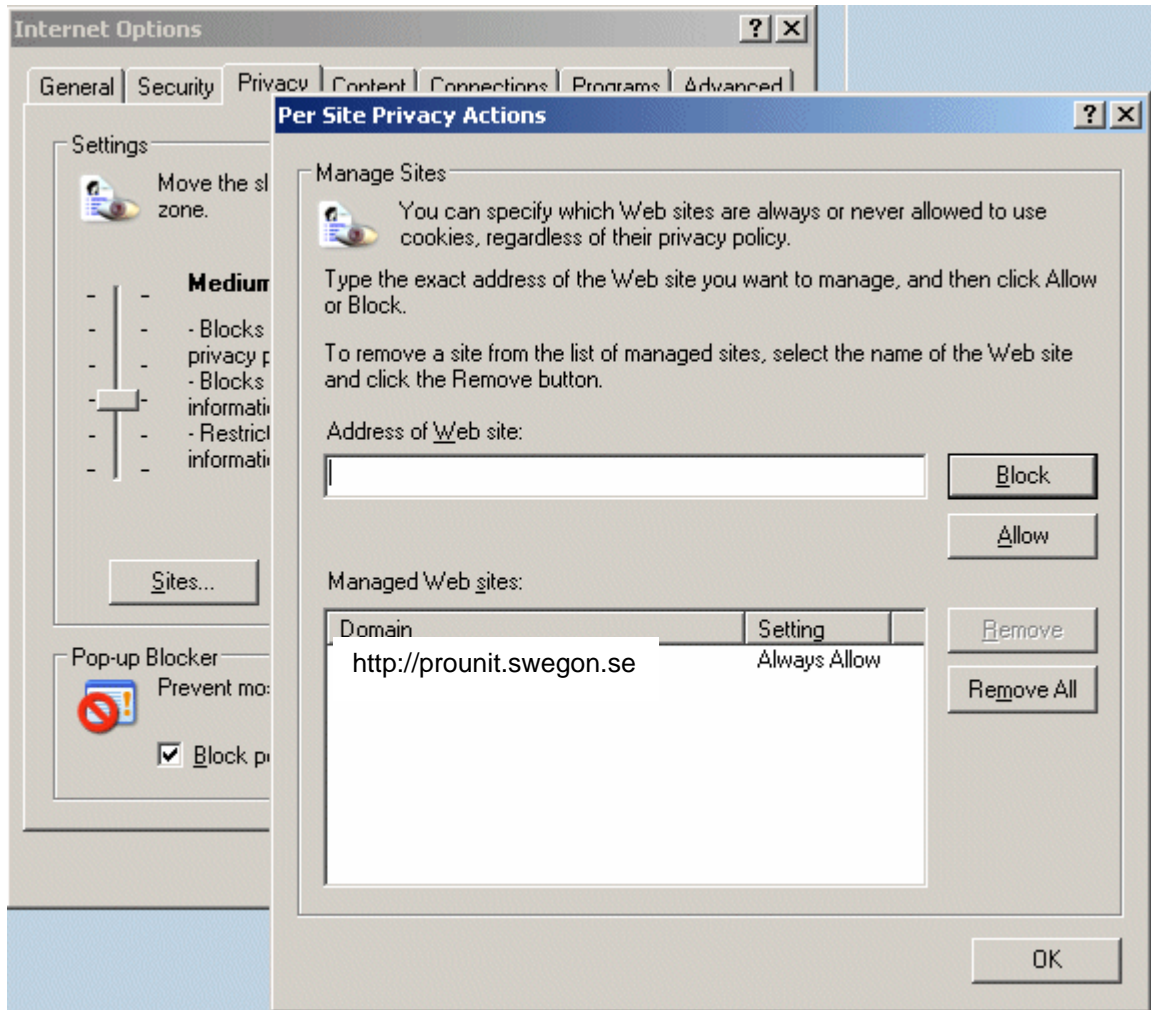 Internet Options
General Security Privacy Content Connections Programs Advanced
Settings
Move the sl
zone.
Medium
- Blocks
privacy p
- Blocks
informati
- Restrict
informati
Sites...
Pop-up Blocker
Prevent mo
Block p
Per Site Privacy Actions
Manage Sites
You can specify which Web sites are always or never allowed to use
cookies, regardless of their privacy policy.
Type the exact address of the Web site you want to manage, and then click Allow
or Block.
To remove a site from the list of managed sites, select the name of the Web site
and click the Remove button.
Address of Web site:
Block
Allow
Managed Web sites:
Domain Setting
http://prounit.swegon.se Always Allow
Remove
Remove All
OK